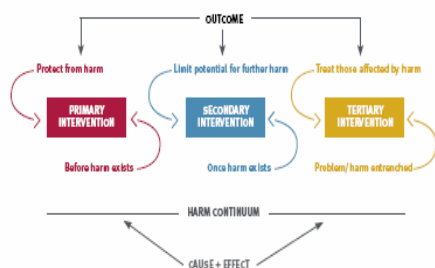 OUTCOME
Protect from harm
Limit potential for further harm
Treat those affected by harm
PRIMARY
INTERVENTION
SECONDARY
INTERVENTION
TERTIARY
INTERVENTION
Before harm exists
Once harm exists
Problem/ harm entrenched
HARM CONTINUUM
CAUSE + EFFECT